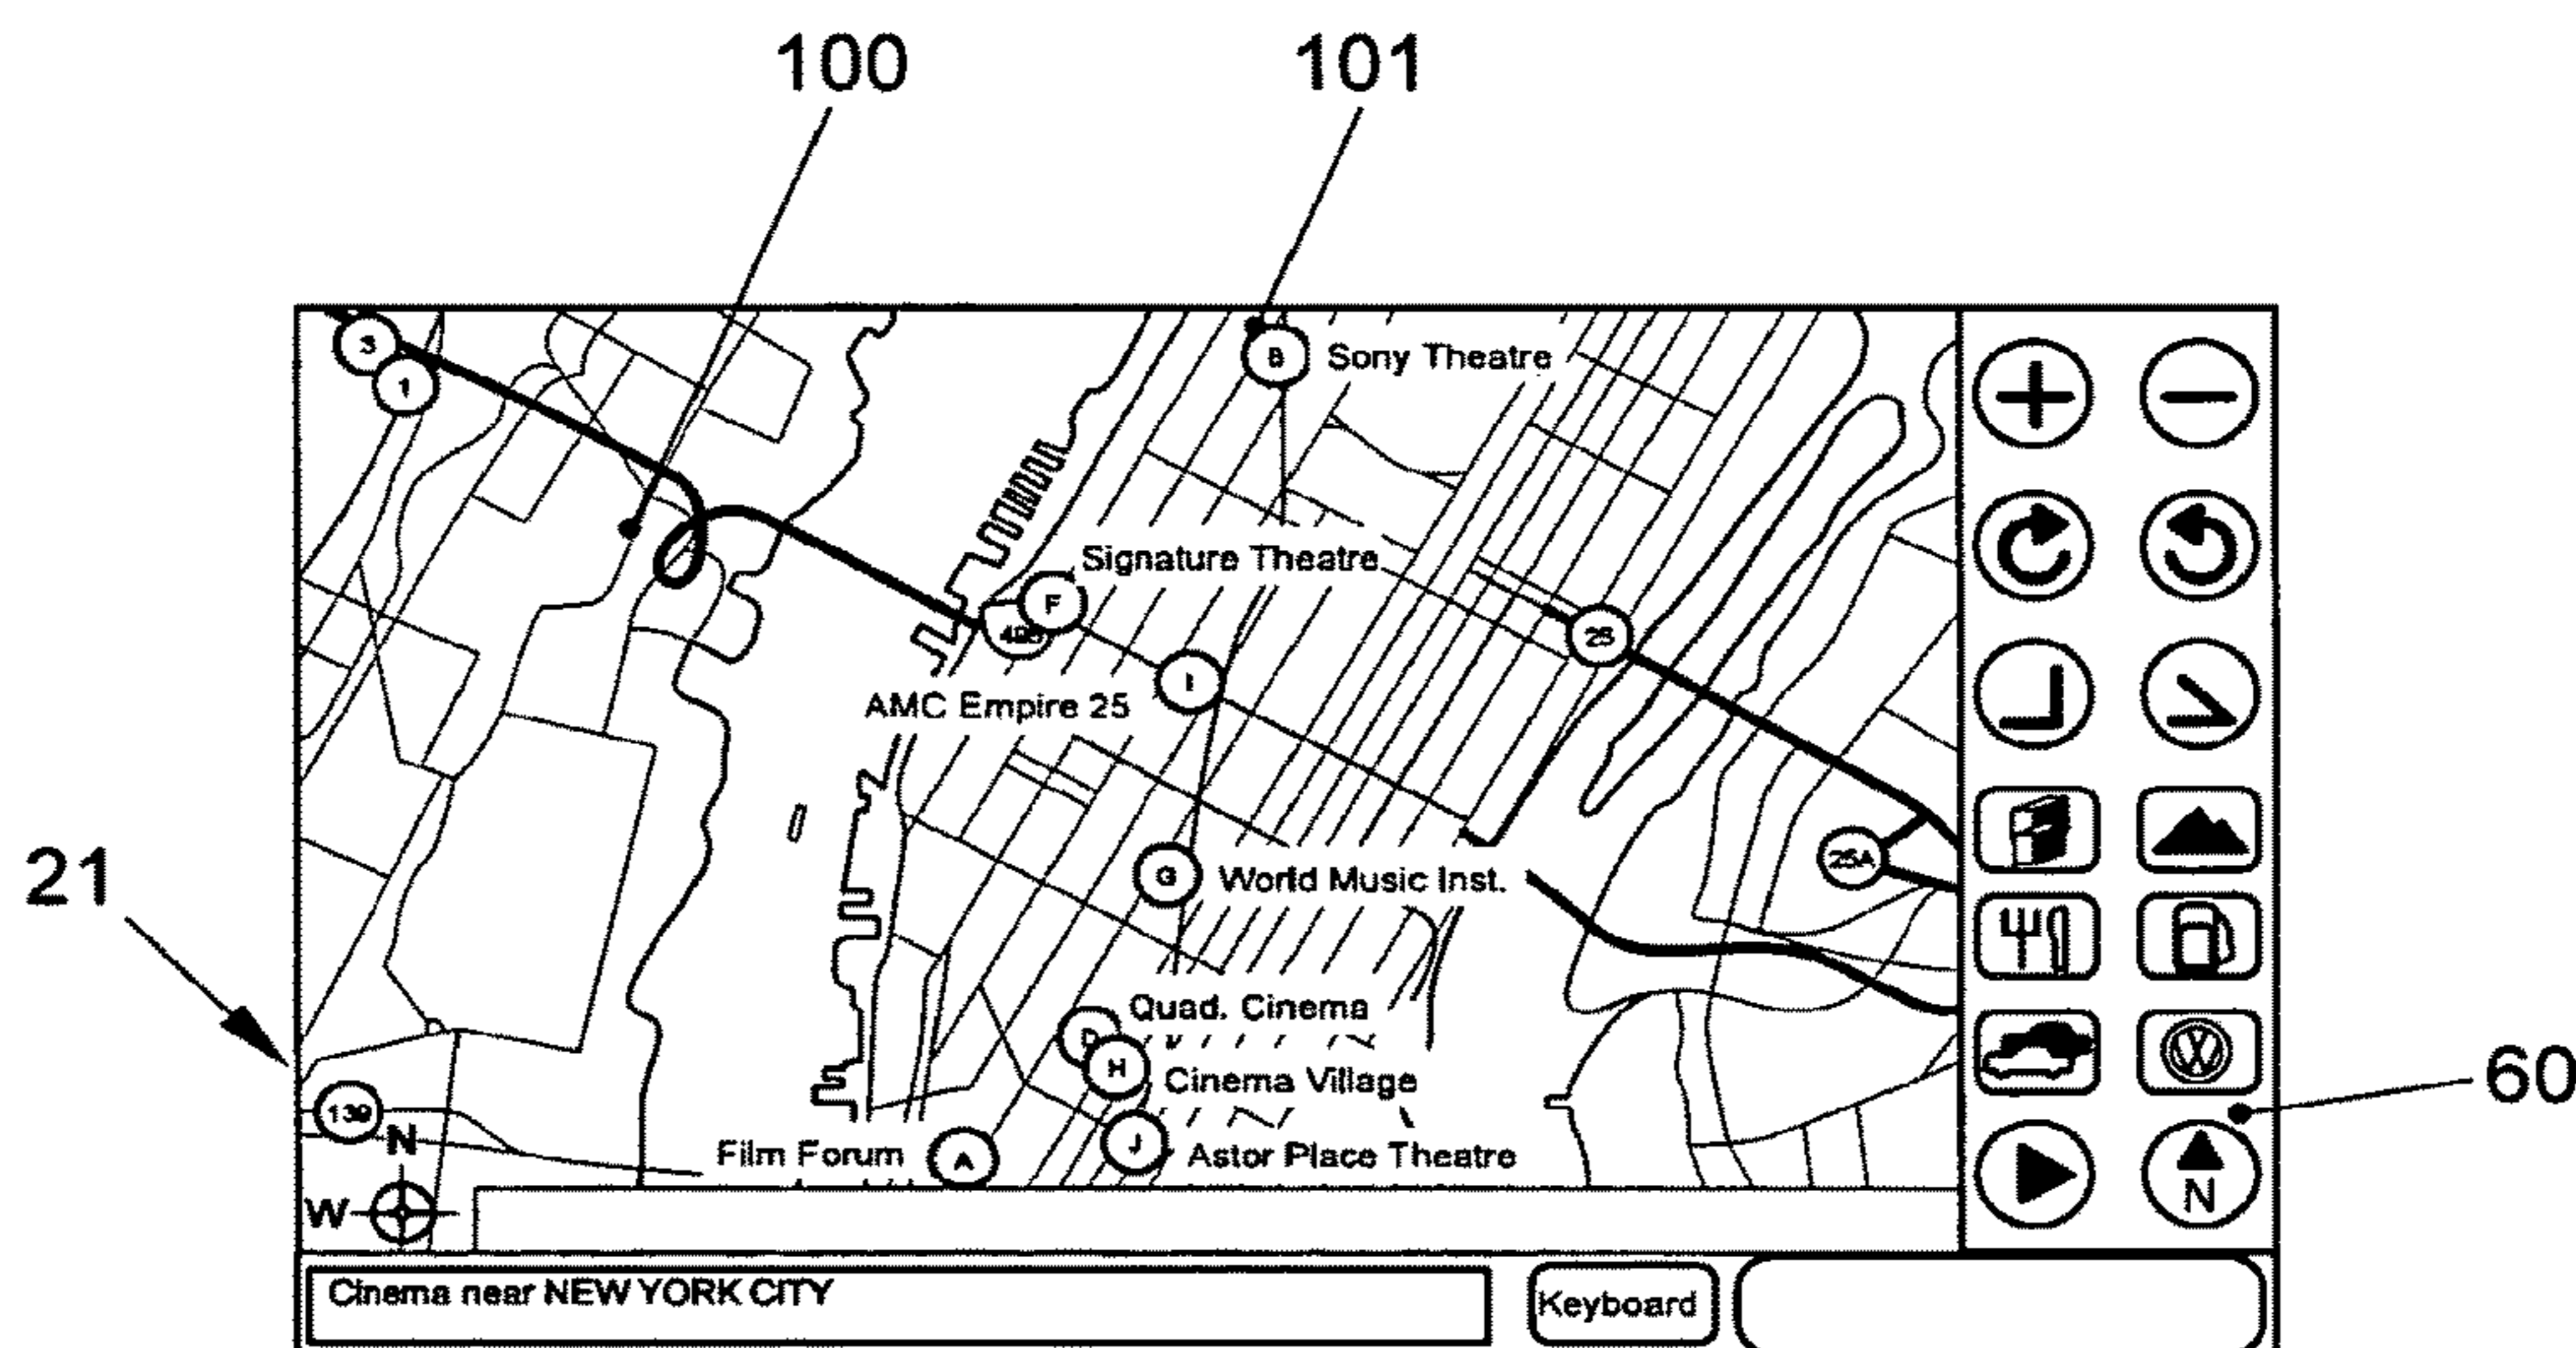 100
101
3
1
B Sony Theatre
Signature Theatre
F
495
25
I
AMC Empire 25
25A
G World Music Inst.
21
Quad. Cinema
D
H
Cinema Village
60
139
N
J
Film Forum A
Astor Place Theatre
N
W
Cinema near NEW YORK CITY
Keyboard